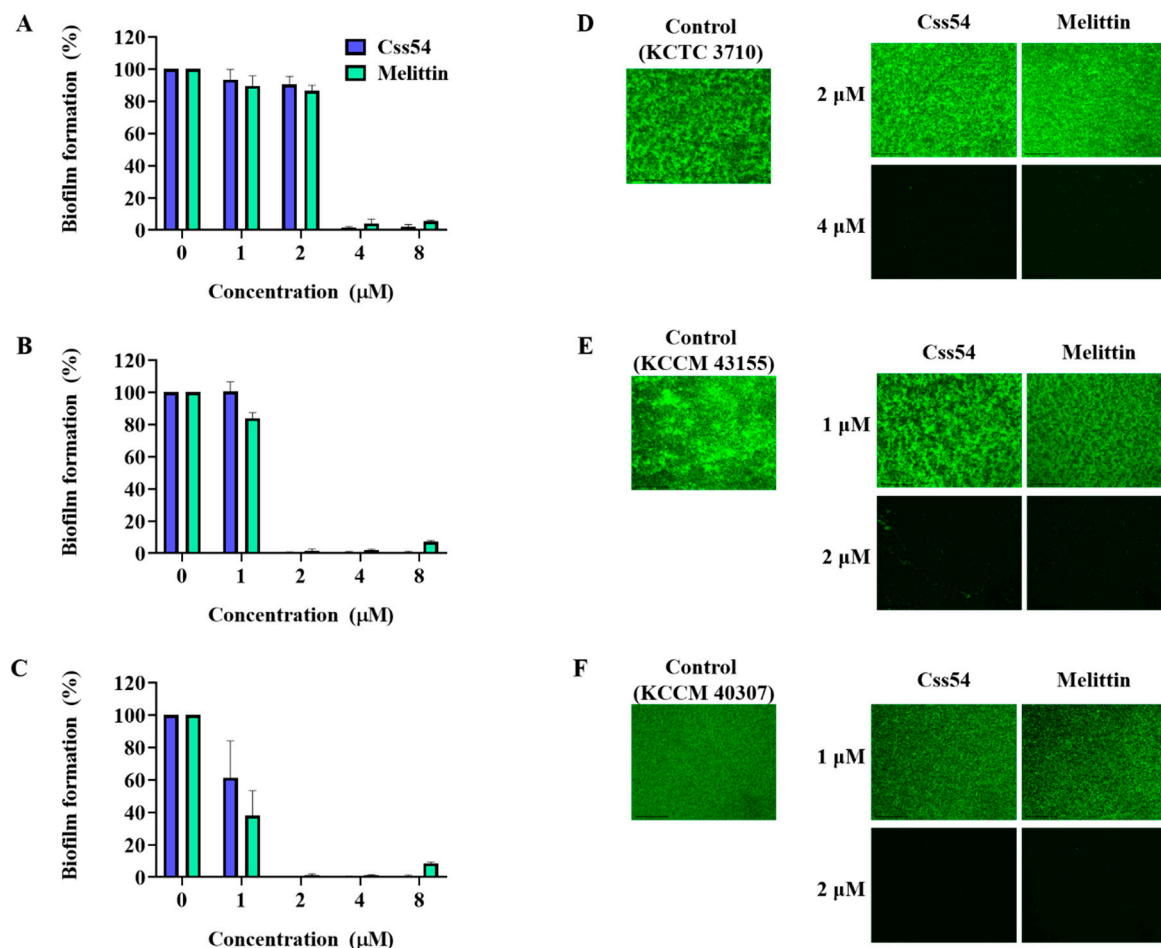 A
Biofilm formation (%)
120
100
80
60
40
20
0
Css54
Melittin
0 1 2 4 8
Concentration (μM)
B
Biofilm formation (%)
120
100
80
60
40
20
0
0 1 2 4 8
Concentration (μM)
C
Biofilm formation (%)
120
100
80
60
40
20
0
0 1 2 4 8
Concentration (μM)
D
Control
(KCTC 3710)
Css54 Melittin
2 μM
4 μM
E
Control
(KCCM 43155)
Css54 Melittin
1 μM
2 μM
F
Control
(KCCM 40307)
Css54 Melittin
1 μM
2 μM